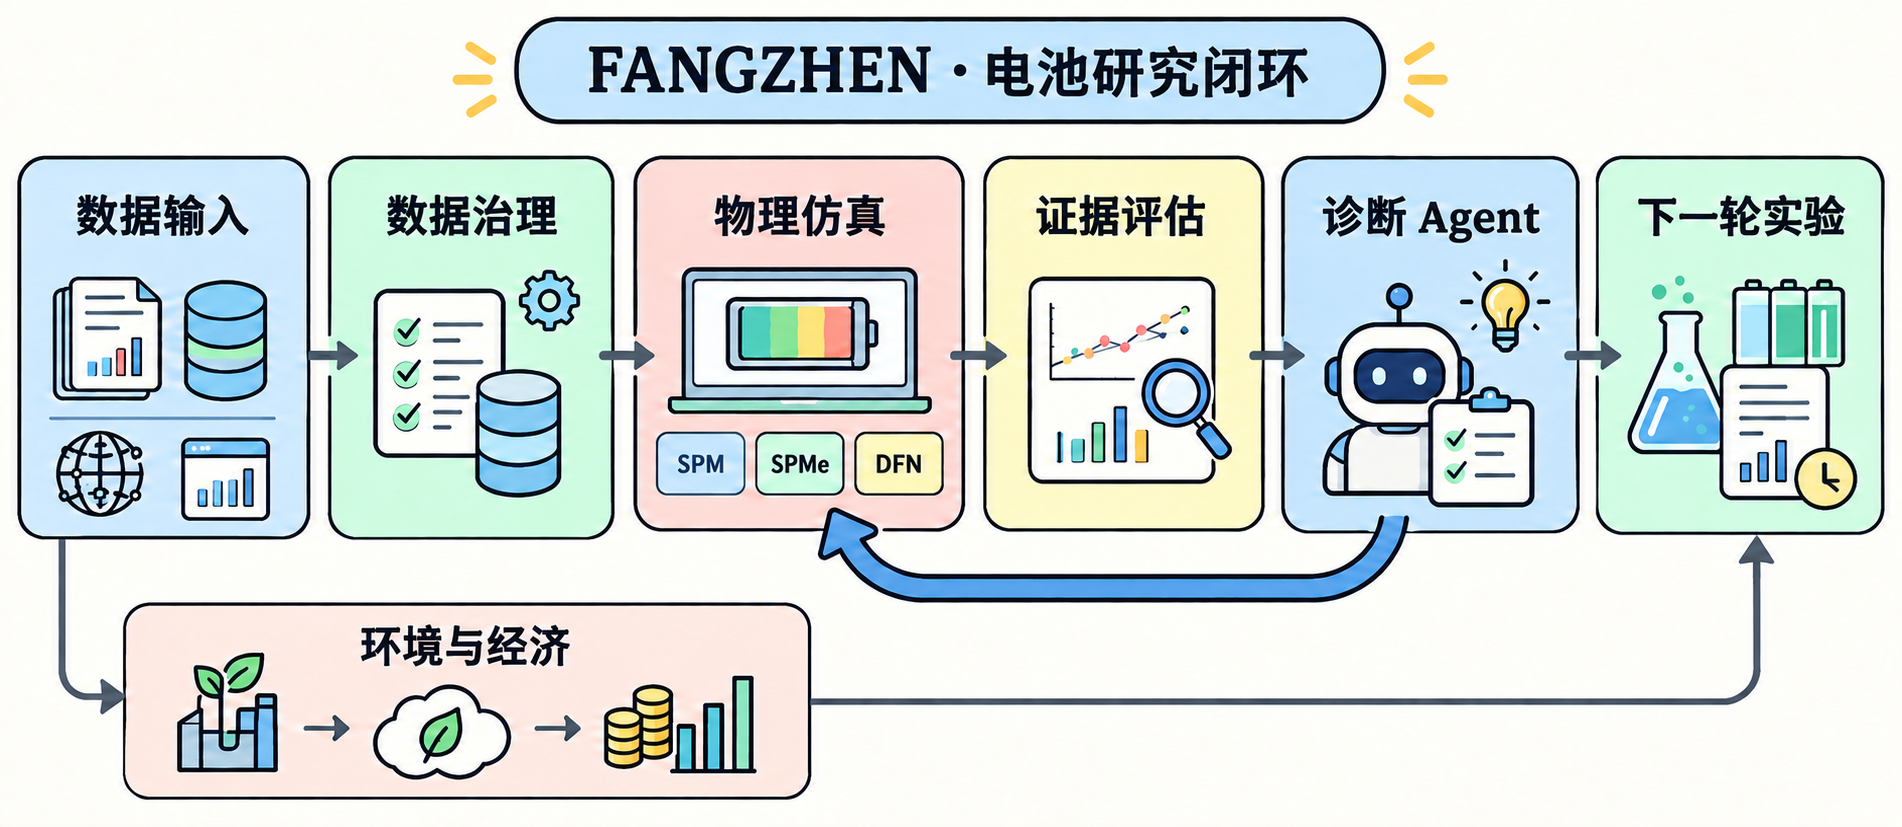 FANGZHEN · 电池研究闭环
数据输入
数据治理
物理仿真
SPM
SPMe
DFN
证据评估
诊断 Agent
下一轮实验
环境与经济